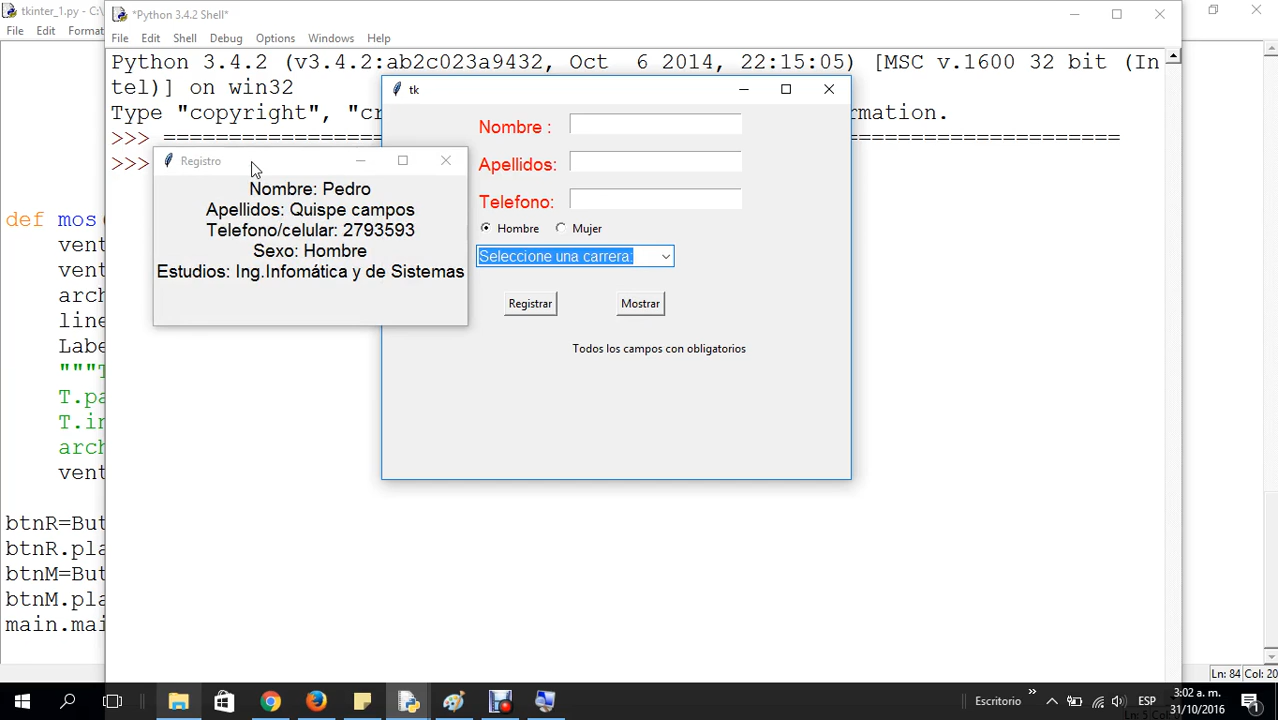 tkinter_1.py - C:\
*Python 3.4.2 Shell*
File Edit Format
File Edit Shell Debug Options Windows Help
Python 3.4.2 (v3.4.2:ab2c023a9432, Oct 6 2014, 22:15:05) [MSC v.1600 32 bit (In
tel)] on win32
Type "copyright", "cr ormation.
>>> ================================
>>>
tk
Nombre :
Apellidos:
Telefono:
Hombre Mujer
Seleccione una carrera:
Registrar Mostrar
Todos los campos con obligatorios
Registro
Nombre: Pedro
Apellidos: Quispe campos
Telefono/celular: 2793593
Sexo: Hombre
Estudios: Ing.Infomática y de Sistemas
def mos
vent
vent
arch
line
Labe
"""T
T.pa
T.in
arch
vent
btnR=But
btnR.pla
btnM=But
btnM.pla
main.mai
Ln: 84 Col: 20
Escritorio
ESP
3:02 a. m.
31/10/2016